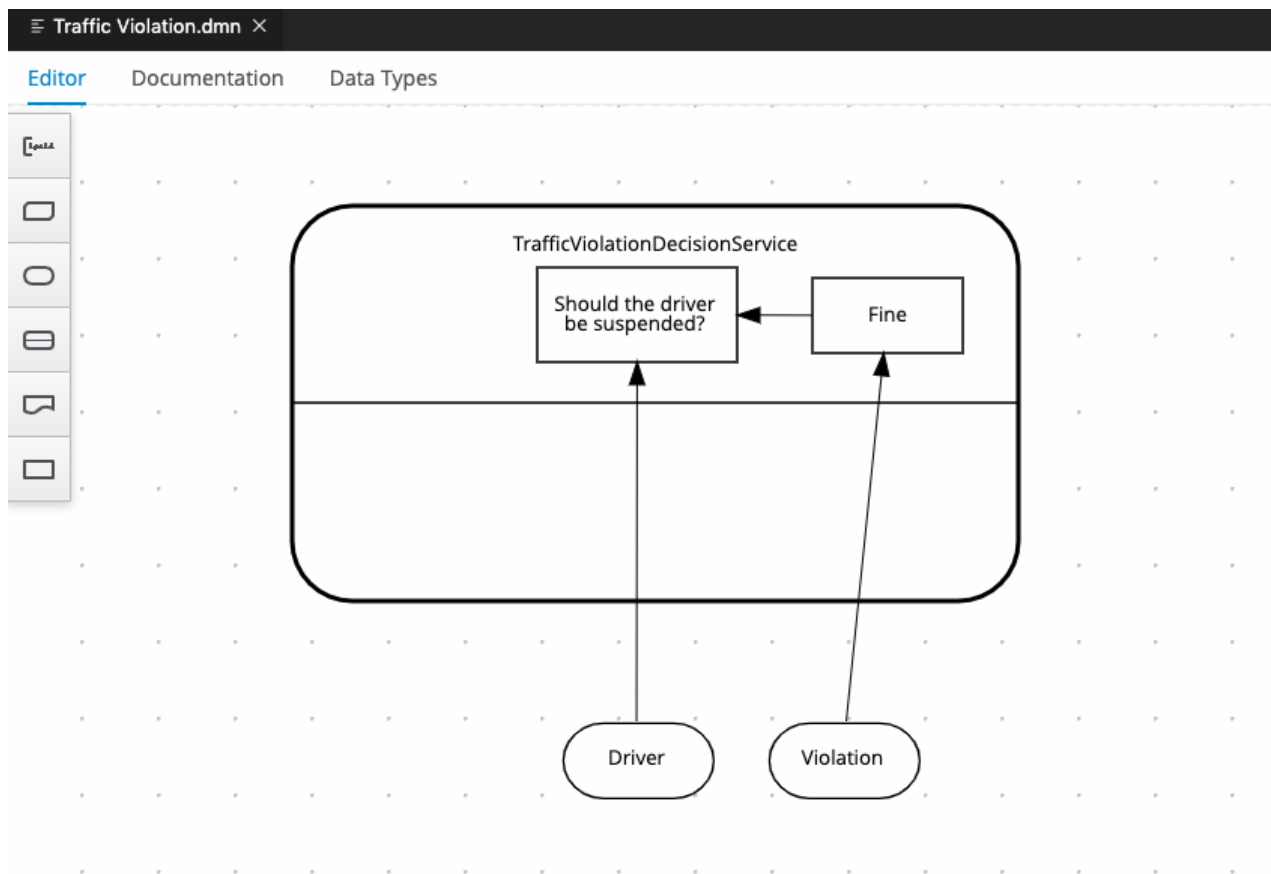 Traffic Violation.dmn
Editor Documentation Data Types
TrafficViolationDecisionService
Should the driver
be suspended?
Fine
Driver
Violation